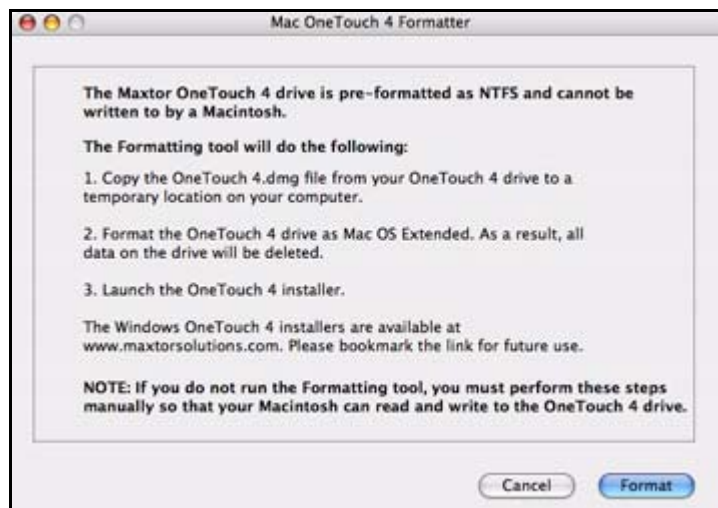 Mac OneTouch 4 Formatter
The Maxtor OneTouch 4 drive is pre-formatted as NTFS and cannot be
written to by a Macintosh.
The Formatting tool will do the following:
1. Copy the OneTouch 4.dmg file from your OneTouch 4 drive to a
temporary location on your computer.
2. Format the OneTouch 4 drive as Mac OS Extended. As a result, all
data on the drive will be deleted.
3. Launch the OneTouch 4 installer.
The Windows OneTouch 4 installers are available at
www.maxtorsolutions.com. Please bookmark the link for future use.
NOTE: If you do not run the Formatting tool, you must perform these steps
manually so that your Macintosh can read and write to the OneTouch 4 drive.
Cancel Format